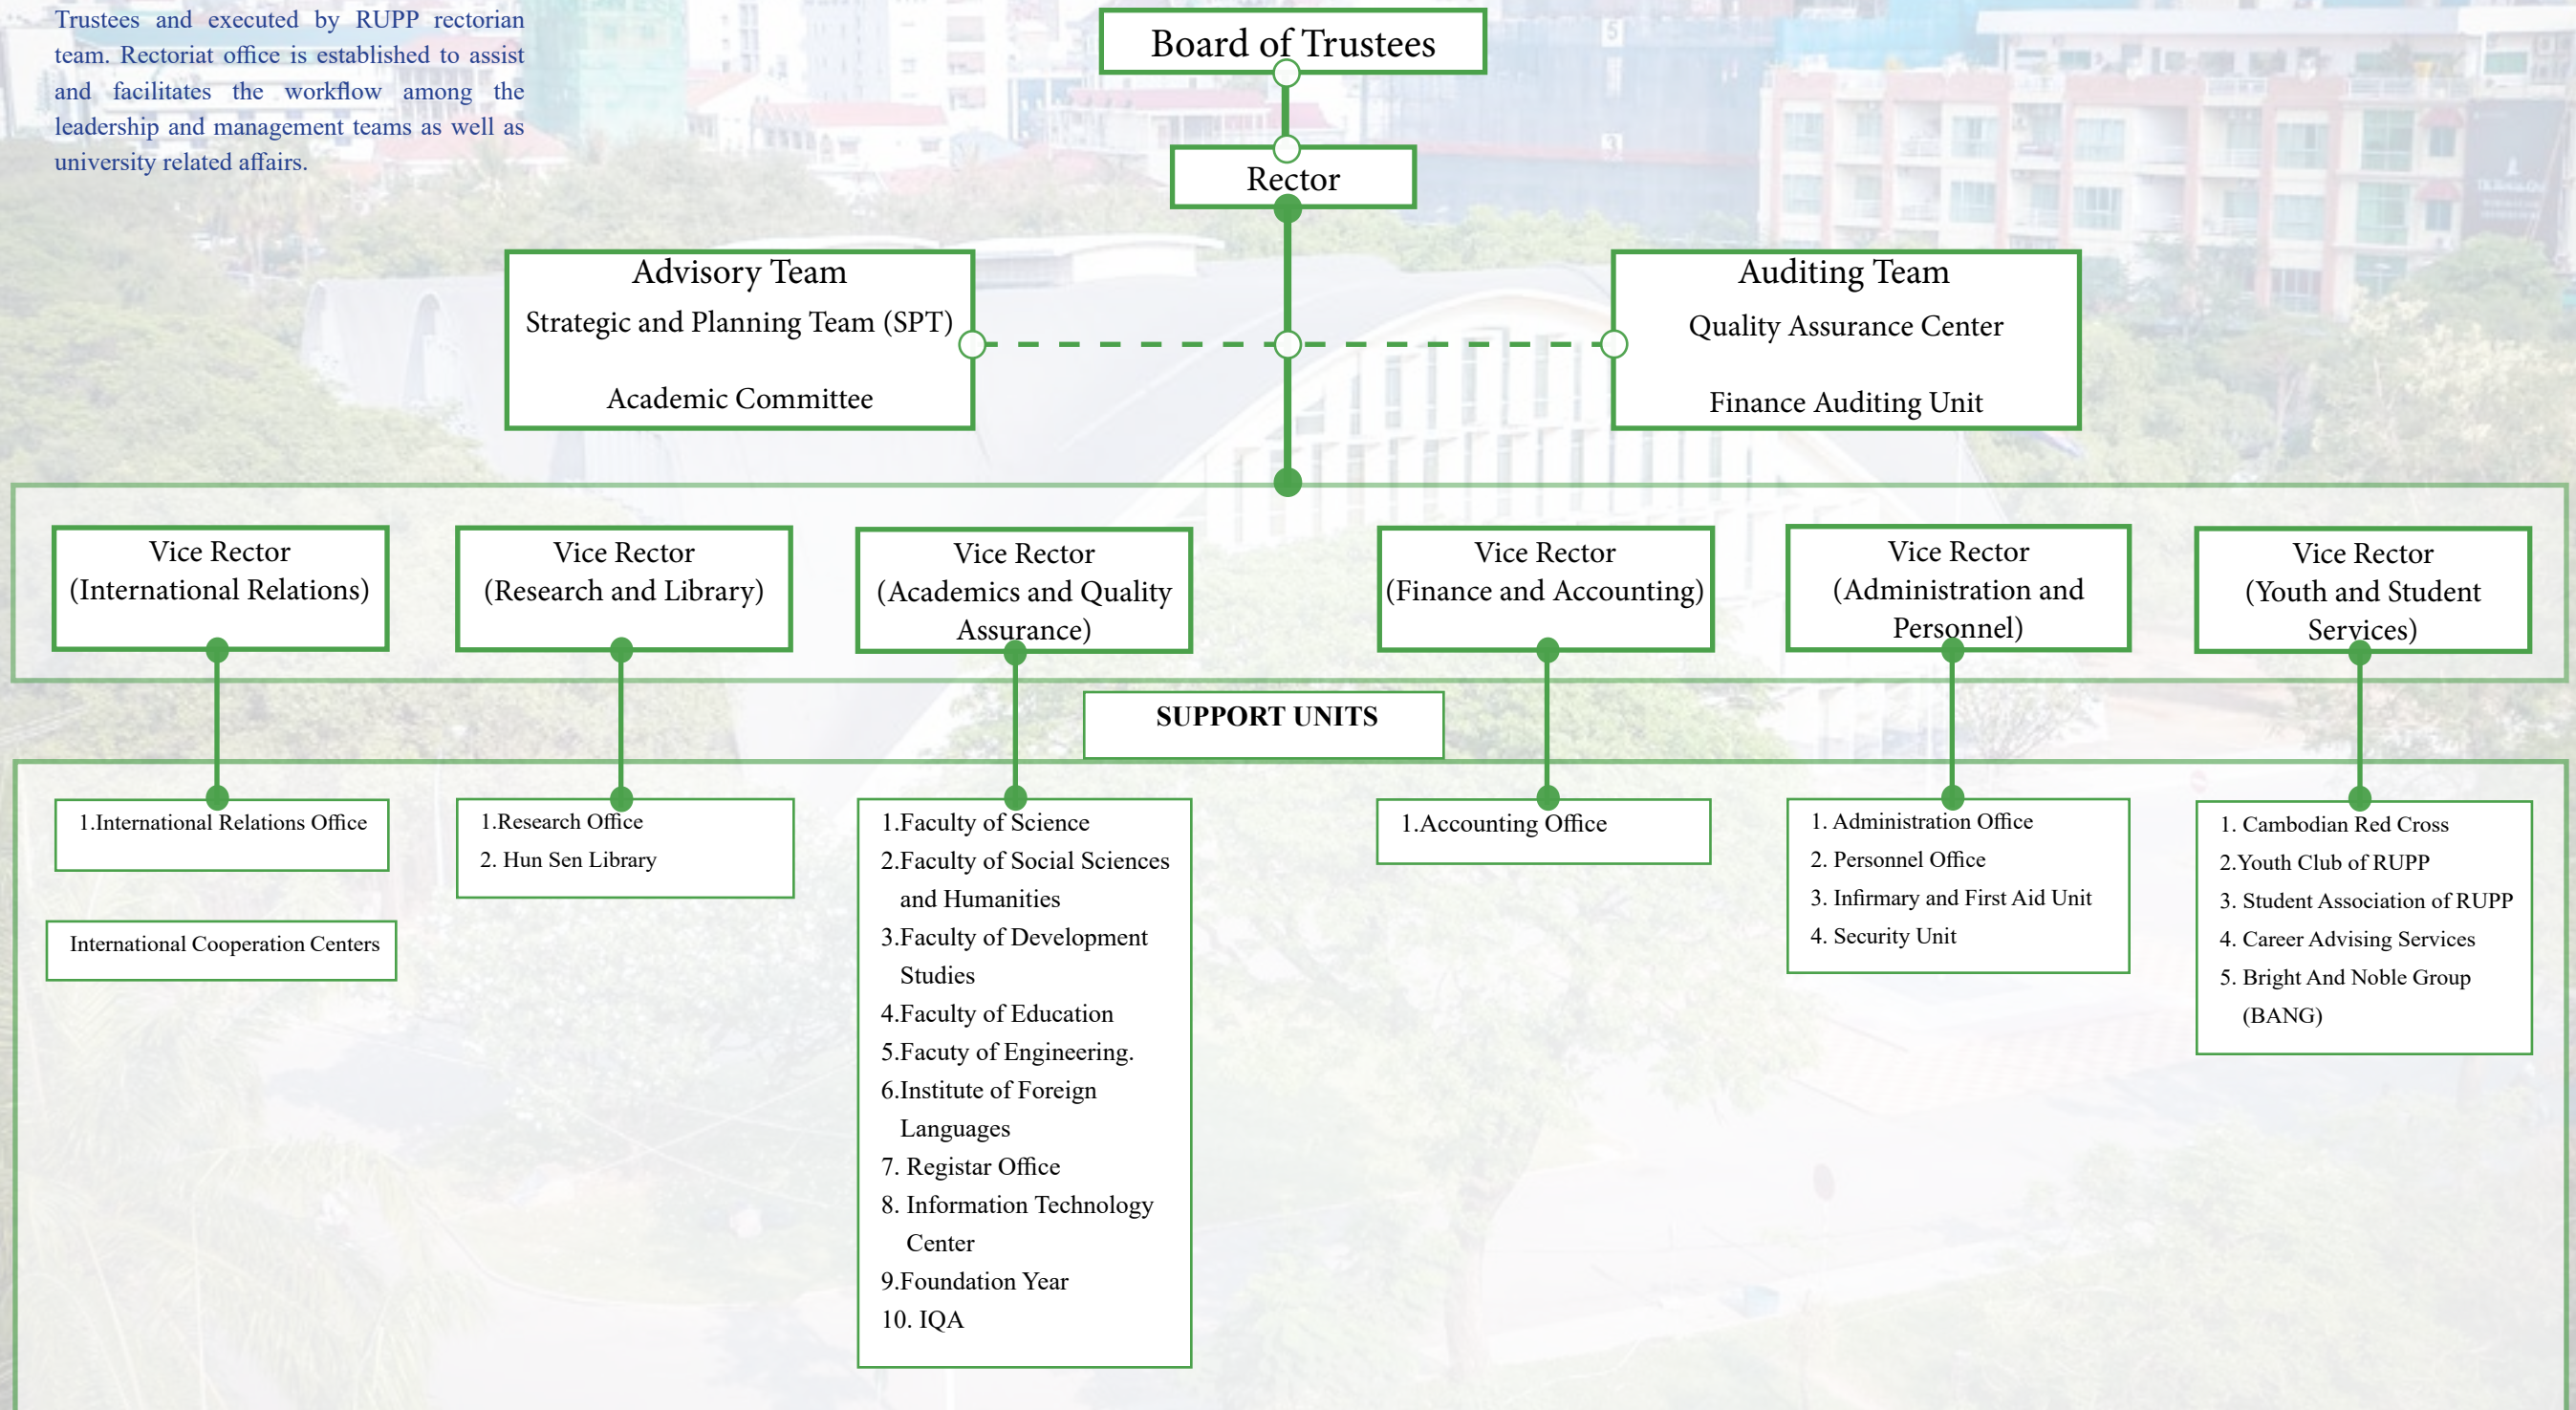 Trustees and executed by RUPP rectorian
team. Rectoriat office is established to assist
and facilitates the workflow among the
leadership and management teams as well as
university related affairs.
Board of Trustees
Rector
Advisory Team
Strategic and Planning Team (SPT)
Academic Committee
Auditing Team
Quality Assurance Center
Finance Auditing Unit
Vice Rector
(International Relations)
Vice Rector
(Research and Library)
Vice Rector
(Academics and Quality
Assurance)
Vice Rector
(Finance and Accounting)
Vice Rector
(Administration and
Personnel)
Vice Rector
(Youth and Student
Services)
SUPPORT UNITS
1.International Relations Office
International Cooperation Centers
1.Research Office
2. Hun Sen Library
1.Faculty of Science
2.Faculty of Social Sciences
and Humanities
3.Faculty of Development
Studies
4.Faculty of Education
5.Facuty of Engineering.
6.Institute of Foreign
Languages
7. Registar Office
8. Information Technology
Center
9.Foundation Year
10. IQA
1.Accounting Office
1. Administration Office
2. Personnel Office
3. Infirmary and First Aid Unit
4. Security Unit
1. Cambodian Red Cross
2.Youth Club of RUPP
3. Student Association of RUPP
4. Career Advising Services
5. Bright And Noble Group
(BANG)
5
3